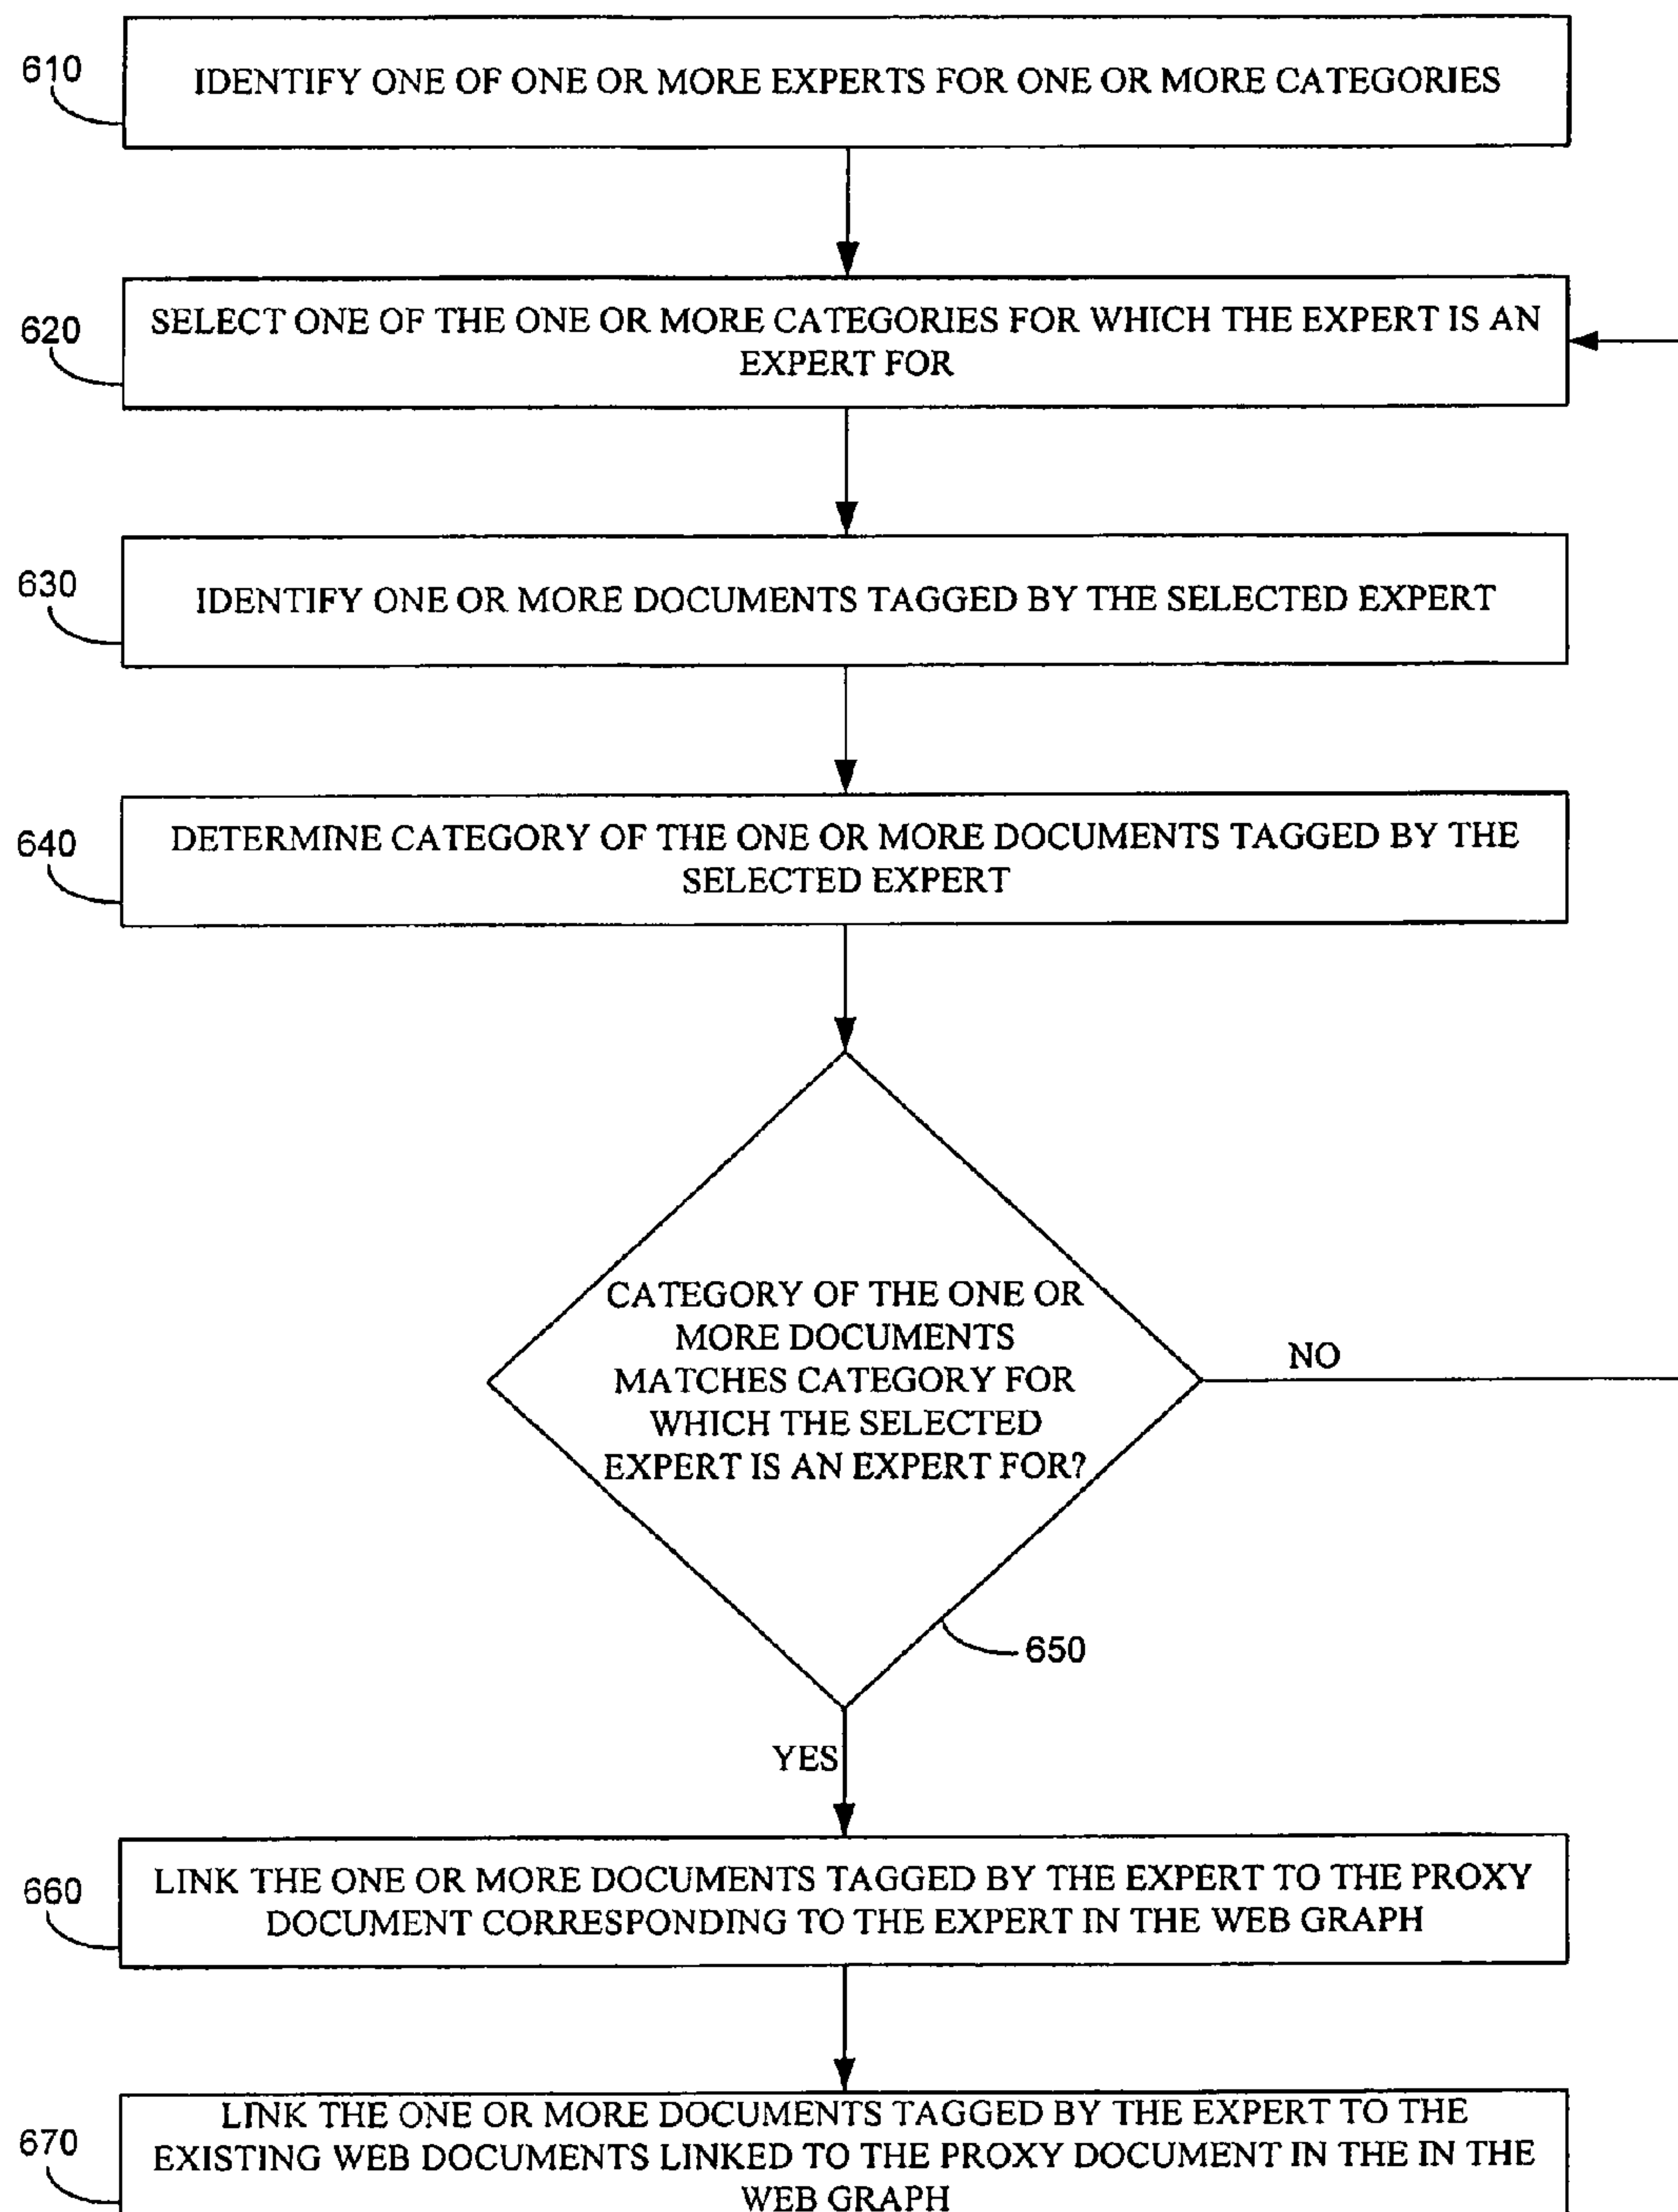 610
IDENTIFY ONE OF ONE OR MORE EXPERTS FOR ONE OR MORE CATEGORIES
620
SELECT ONE OF THE ONE OR MORE CATEGORIES FOR WHICH THE EXPERT IS AN
EXPERT FOR
630
IDENTIFY ONE OR MORE DOCUMENTS TAGGED BY THE SELECTED EXPERT
640
DETERMINE CATEGORY OF THE ONE OR MORE DOCUMENTS TAGGED BY THE
SELECTED EXPERT
CATEGORY OF THE ONE OR
MORE DOCUMENTS
MATCHES CATEGORY FOR
WHICH THE SELECTED
EXPERT IS AN EXPERT FOR?
NO
650
YES
660
LINK THE ONE OR MORE DOCUMENTS TAGGED BY THE EXPERT TO THE PROXY
DOCUMENT CORRESPONDING TO THE EXPERT IN THE WEB GRAPH
670
LINK THE ONE OR MORE DOCUMENTS TAGGED BY THE EXPERT TO THE
EXISTING WEB DOCUMENTS LINKED TO THE PROXY DOCUMENT IN THE IN THE
WEB GRAPH